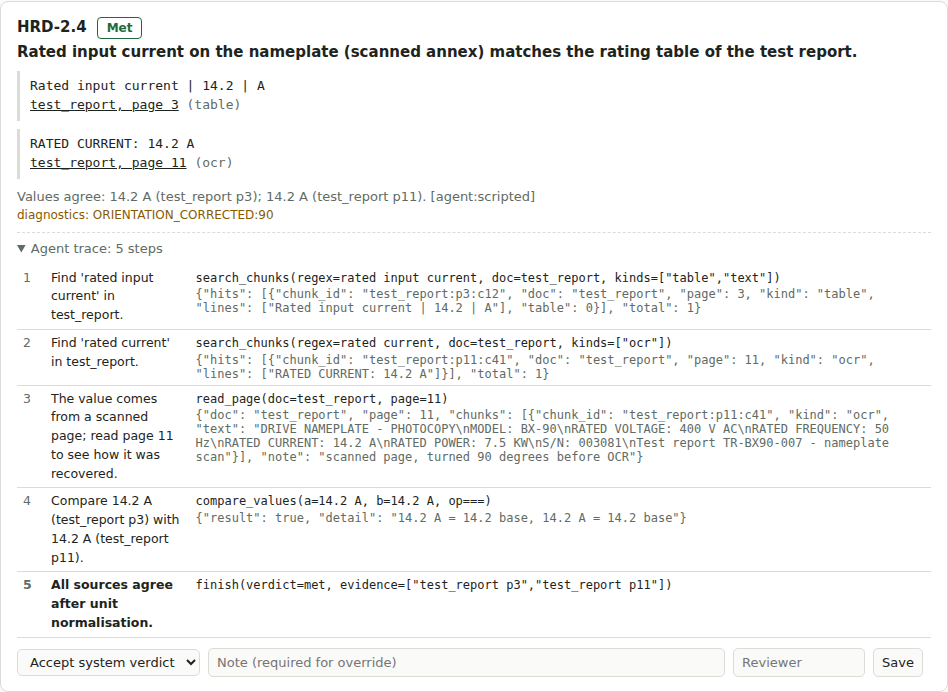 HRD-2.4 Met
Rated input current on the nameplate (scanned annex) matches the rating table of the test report.
Rated input current | 14.2 | A
test_report, page 3 (table)
RATED CURRENT: 14.2 A
test_report, page 11 (ocr)
Values agree: 14.2 A (test_report p3); 14.2 A (test_report p11). [agent:scripted]
diagnostics: ORIENTATION_CORRECTED:90
▼ Agent trace: 5 steps
1
Find 'rated input
current' in
test_report.
search_chunks(regex=rated input current, doc=test_report, kinds=["table","text"])
{"hits": [{"chunk_id": "test_report:p3:c12", "doc": "test_report", "page": 3, "kind": "table",
"lines": ["Rated input current | 14.2 | A"], "table": 0}], "total": 1}
2
Find 'rated current'
in test_report.
search_chunks(regex=rated current, doc=test_report, kinds=["ocr"])
{"hits": [{"chunk_id": "test_report:p11:c41", "doc": "test_report", "page": 11, "kind": "ocr",
"lines": ["RATED CURRENT: 14.2 A"]}], "total": 1}
3
The value comes
from a scanned
page; read page 11
to see how it was
recovered.
read_page(doc=test_report, page=11)
{"doc": "test_report", "page": 11, "chunks": [{"chunk_id": "test_report:p11:c41", "kind": "ocr",
"text": "DRIVE NAMEPLATE - PHOTOCOPY\nMODEL: BX-90\nRATED VOLTAGE: 400 V AC\nRATED FREQUENCY: 50
Hz\nRATED CURRENT: 14.2 A\nRATED POWER: 7.5 KW\nS/N: 003081\nTest report TR-BX90-007 - nameplate
scan"}], "note": "scanned page, turned 90 degrees before OCR"}
4
Compare 14.2 A
(test_report p3) with
14.2 A (test_report
p11).
compare_values(a=14.2 A, b=14.2 A, op===)
{"result": true, "detail": "14.2 A = 14.2 base, 14.2 A = 14.2 base"}
5
All sources agree
after unit
normalisation.
finish(verdict=met, evidence=["test_report p3","test_report p11"])
Accept system verdict
Note (required for override)
Reviewer
Save